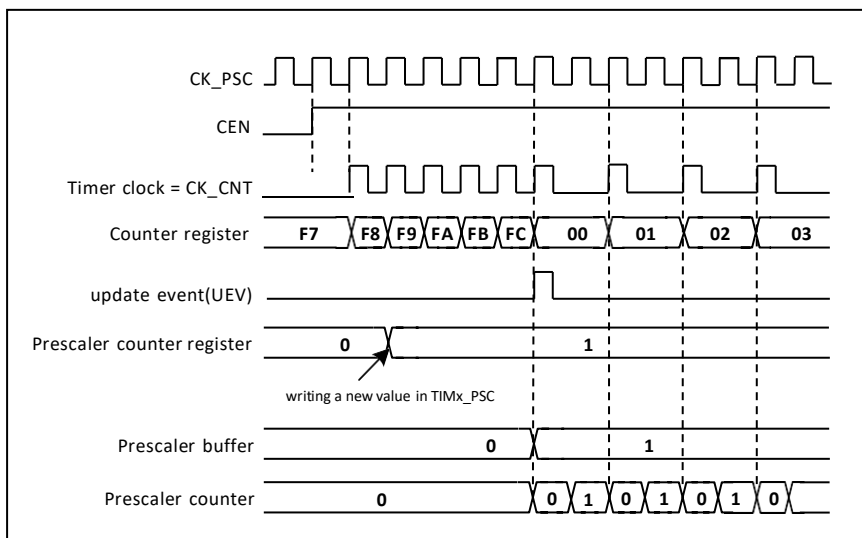 CK_PSC
CEN
Timer clock = CK_CNT
Counter register F7 F8 F9 FA FB FC 00 01 02 03
update event(UEV)
Prescaler counter register 0 1
writing a new value in TIMx_PSC
Prescaler buffer 0 1
Prescaler counter 0 0 1 0 1 0 1 0